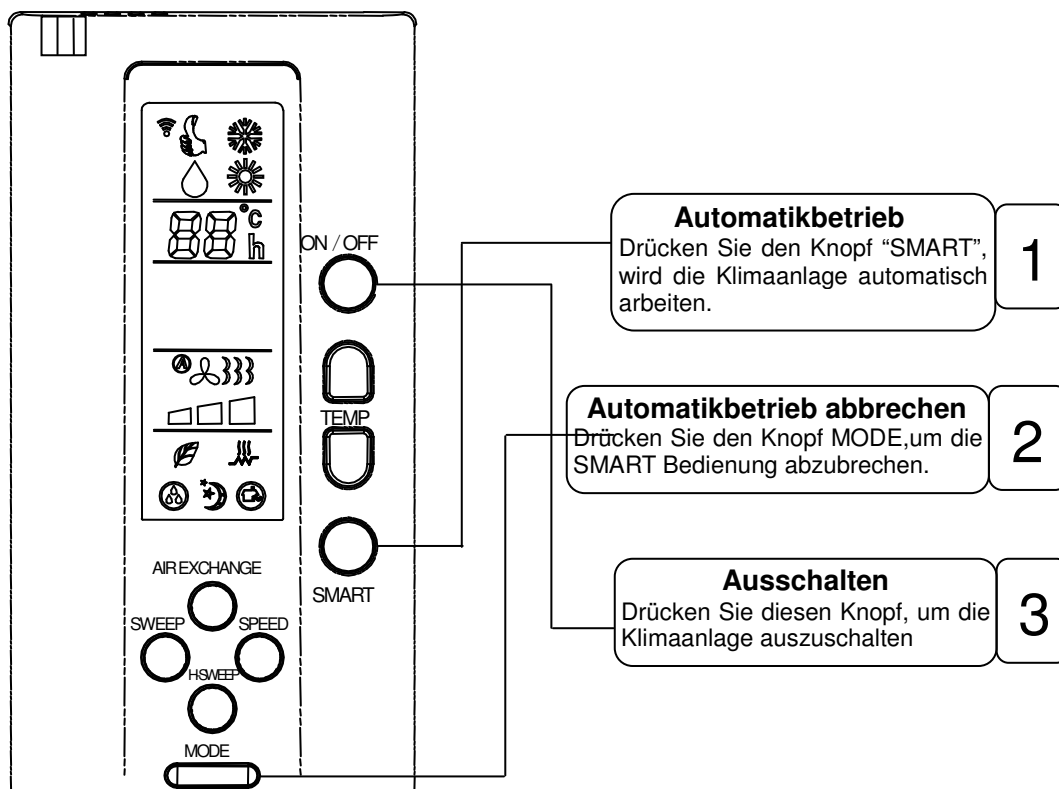 88°C
h
ON / OFF
TEMP
SMART
AIR EXCHANGE
SWEEP
SPEED
H-SWEEP
MODE
Automatikbetrieb
Drücken Sie den Knopf “SMART”,
wird die Klimaanlage automatisch
arbeiten.
1
Automatikbetrieb abbrechen
Drücken Sie den Knopf MODE,um die
SMART Bedienung abzubrechen.
2
Ausschalten
Drücken Sie diesen Knopf, um die
Klimaanlage auszuschalten
3